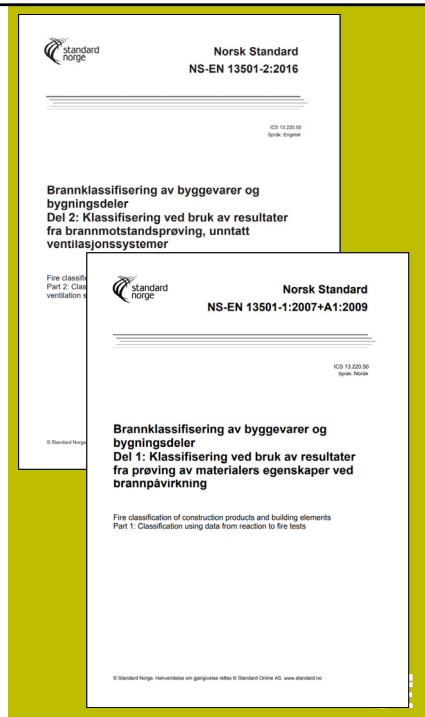 standard
norge
Norsk Standard
NS-EN 13501-2:2016
ICS 13.220.50
Språk: Engelsk
Brannklassifisering av byggevarer og
bygningsdeler
Del 2: Klassifisering ved bruk av resultater
fra brannmotstandsprøving, unntatt
ventilasjonssystemer
Fire
Part 2:
ventilation
© Standard Norge
standard
norge
Norsk Standard
NS-EN 13501-1:2007+A1:2009
ICS 13.220.50
Språk: Norsk
Brannklassifisering av byggevarer og
bygningsdeler
Del 1: Klassifisering ved bruk av resultater
fra prøving av materialers egenskaper ved
brannpåvirkning
Fire classification of construction products and building elements
Part 1: Classification using data from reaction to fire tests
© Standard Norge. Henvendelse om gjengivelse rettes til Standard Online AS. www.standard.no